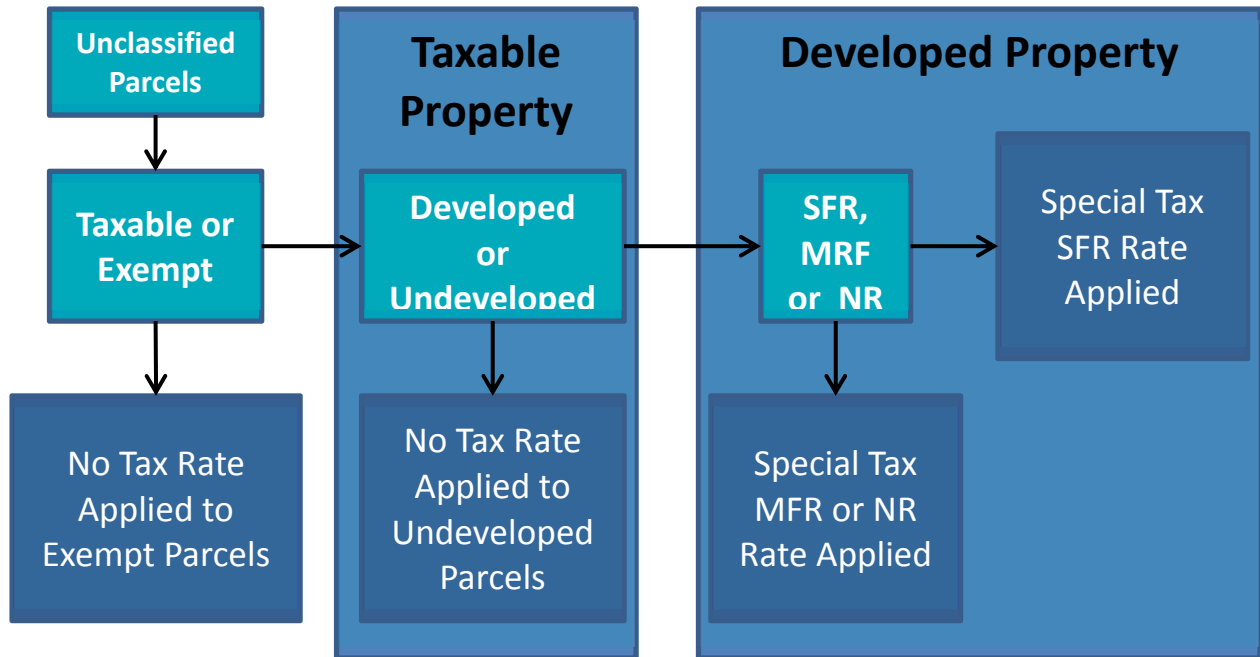 Unclassified
Parcels
Taxable
Property
Developed Property
Taxable or
Exempt
Developed
or
Undeveloped
SFR,
MRF
or NR
Special Tax
SFR Rate
Applied
No Tax Rate
Applied to
Exempt Parcels
No Tax Rate
Applied to
Undeveloped
Parcels
Special Tax
MFR or NR
Rate Applied